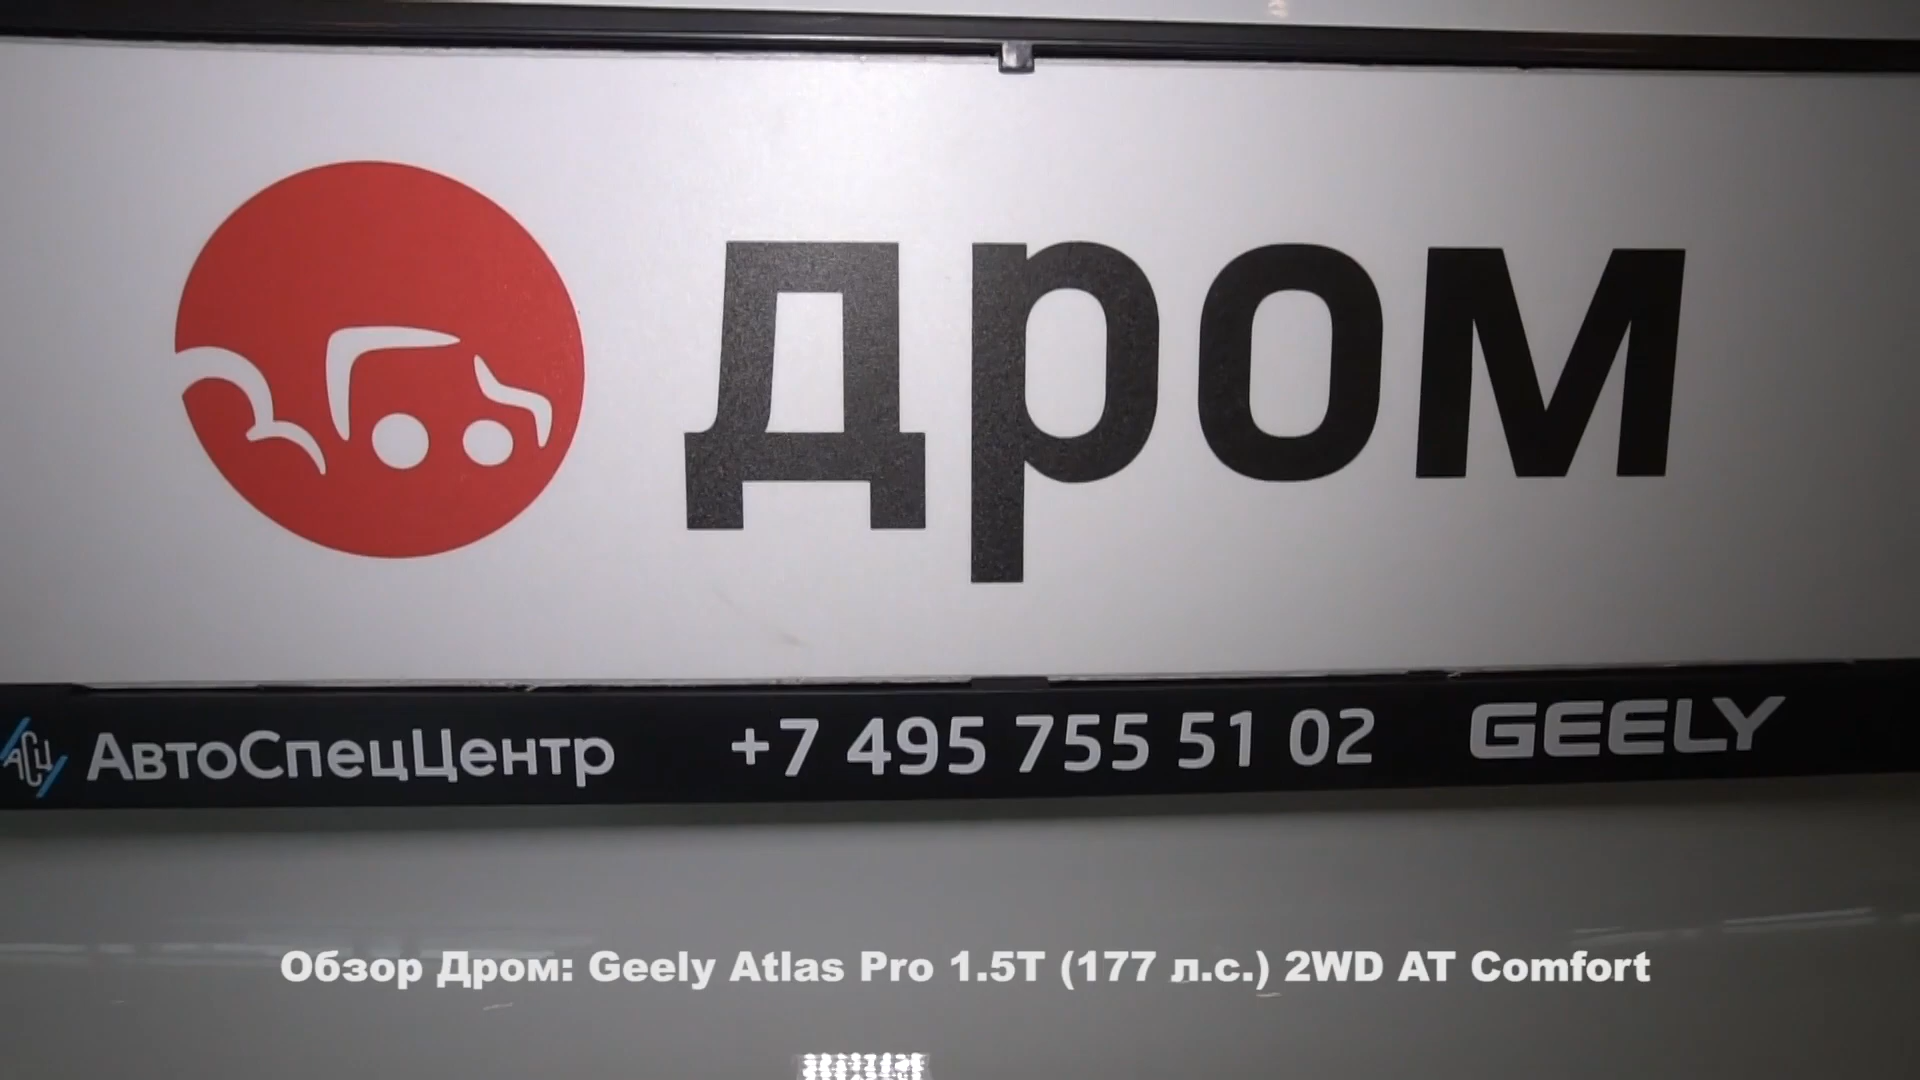 дром
АСЦ АвтоСпецЦентр +7 495 755 51 02 GEELY
Обзор Дром: Geely Atlas Pro 1.5T (177 л.с.) 2WD AT Comfort